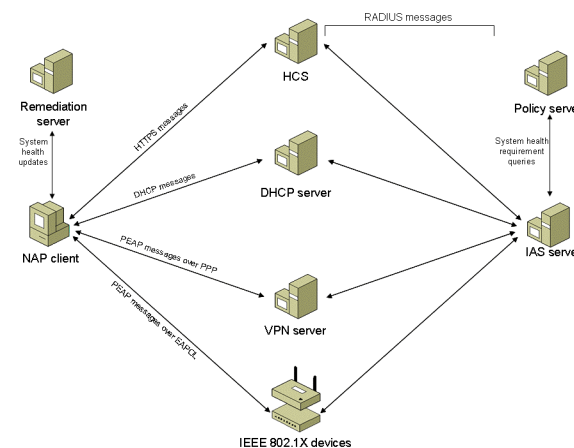 RADIUS messages
HCS
Remediation
server
Policy serve
System
health
updates
HTTPS messages
System health
requirement
queries
DHCP messages
DHCP server
NAP client
PEAP messages over PPP
IAS serve
PEAP messages over EAPOL
VPN server
IEEE 802.1X devices